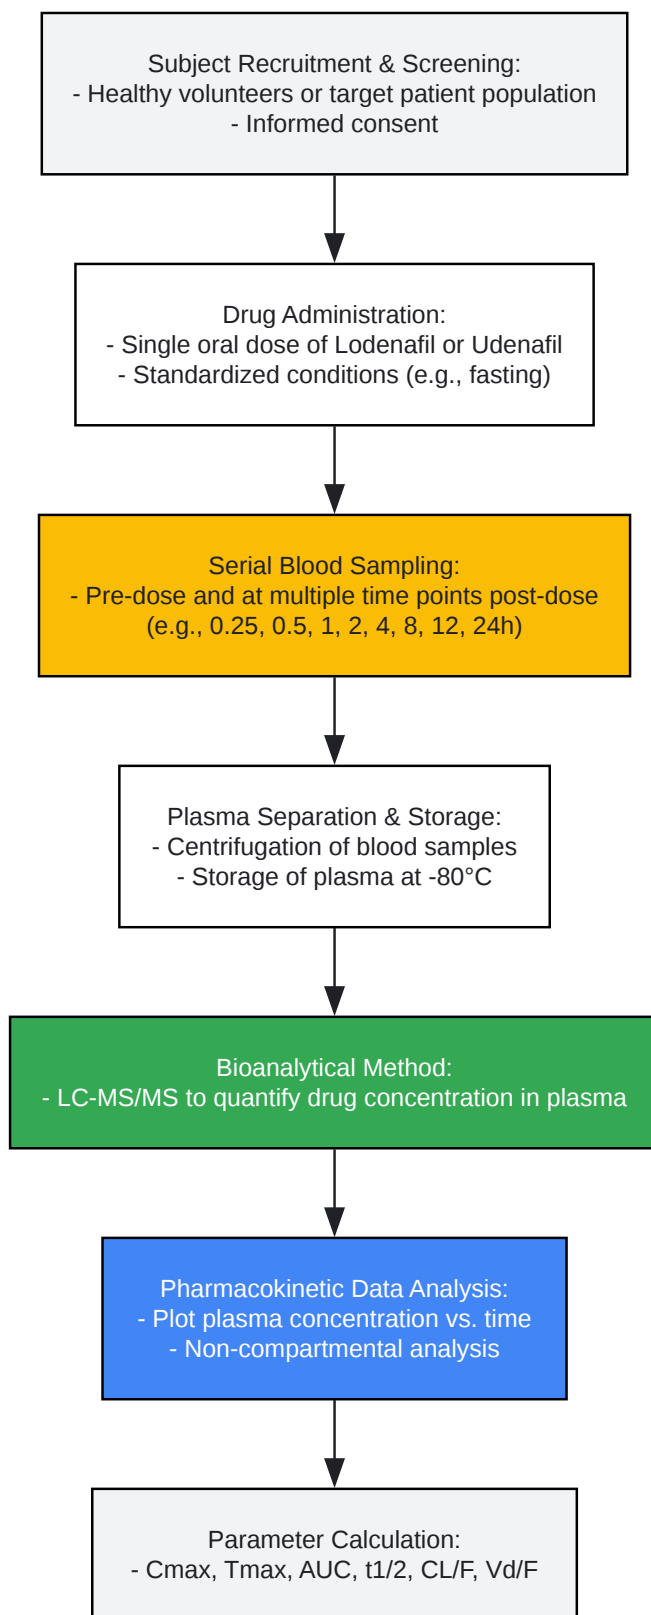 Subject Recruitment & Screening:
- Healthy volunteers or target patient population
- Informed consent
Drug Administration:
- Single oral dose of Lodenafil or Udenafil
- Standardized conditions (e.g., fasting)
Serial Blood Sampling:
- Pre-dose and at multiple time points post-dose
(e.g., 0.25, 0.5, 1, 2, 4, 8, 12, 24h)
Plasma Separation & Storage:
- Centrifugation of blood samples
- Storage of plasma at -80°C
Bioanalytical Method:
- LC-MS/MS to quantify drug concentration in plasma
Pharmacokinetic Data Analysis:
- Plot plasma concentration vs. time
- Non-compartmental analysis
Parameter Calculation:
- Cmax, Tmax, AUC, t1/2, CL/F, Vd/F